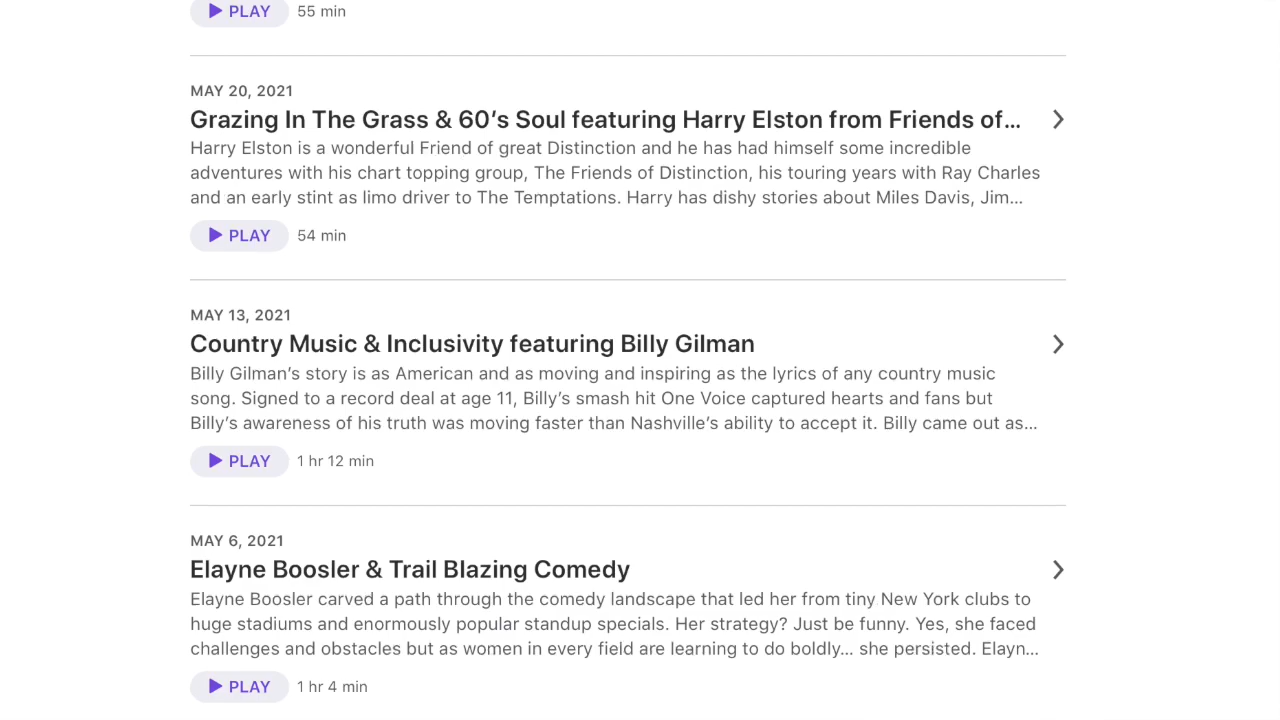 PLAY 55 min
MAY 20, 2021
Grazing In The Grass & 60’s Soul featuring Harry Elston from Friends of...
Harry Elston is a wonderful Friend of great Distinction and he has had himself some incredible
adventures with his chart topping group, The Friends of Distinction, his touring years with Ray Charles
and an early stint as limo driver to The Temptations. Harry has dishy stories about Miles Davis, Jim...
PLAY 54 min
MAY 13, 2021
Country Music & Inclusivity featuring Billy Gilman
Billy Gilman’s story is as American and as moving and inspiring as the lyrics of any country music
song. Signed to a record deal at age 11, Billy’s smash hit One Voice captured hearts and fans but
Billy’s awareness of his truth was moving faster than Nashville’s ability to accept it. Billy came out as...
PLAY 1 hr 12 min
MAY 6, 2021
Elayne Boosler & Trail Blazing Comedy
Elayne Boosler carved a path through the comedy landscape that led her from tiny New York clubs to
huge stadiums and enormously popular standup specials. Her strategy? Just be funny. Yes, she faced
challenges and obstacles but as women in every field are learning to do boldly... she persisted. Elayn...
PLAY 1 hr 4 min